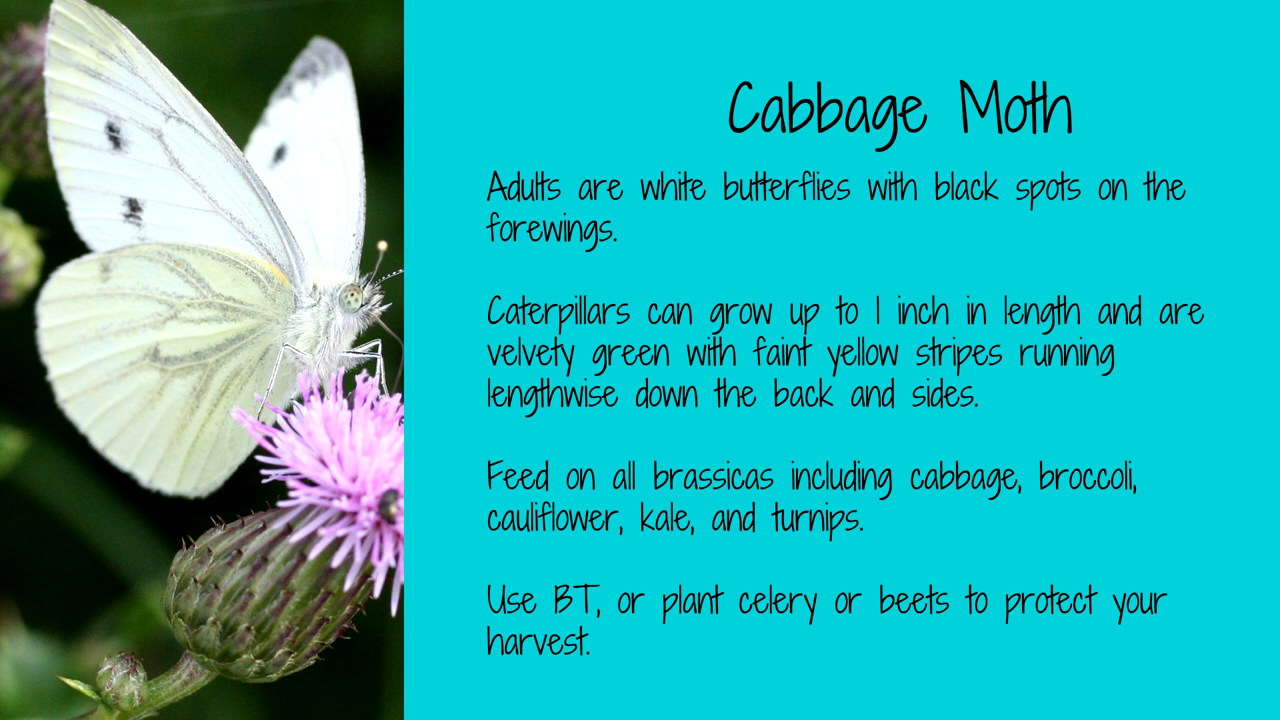 Cabbage Moth
Adults are white butterflies with black spots on the
forewings.
Caterpillars can grow up to 1 inch in length and are
velvety green with faint yellow stripes running
lengthwise down the back and sides.
Feed on all brassicas including cabbage, broccoli,
cauliflower, kale, and turnips.
Use BT, or plant celery or beets to protect your
harvest.